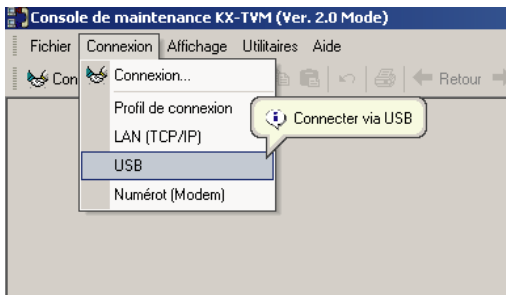 Console de maintenance KX-TVM (Ver. 2.0 Mode)
Fichier Connexion Affichage Utilitaires Aide
Con Connexion... Retour
Profil de connexion
Connecter via USB
LAN (TCP/IP)
USB
Numérot (Modem)